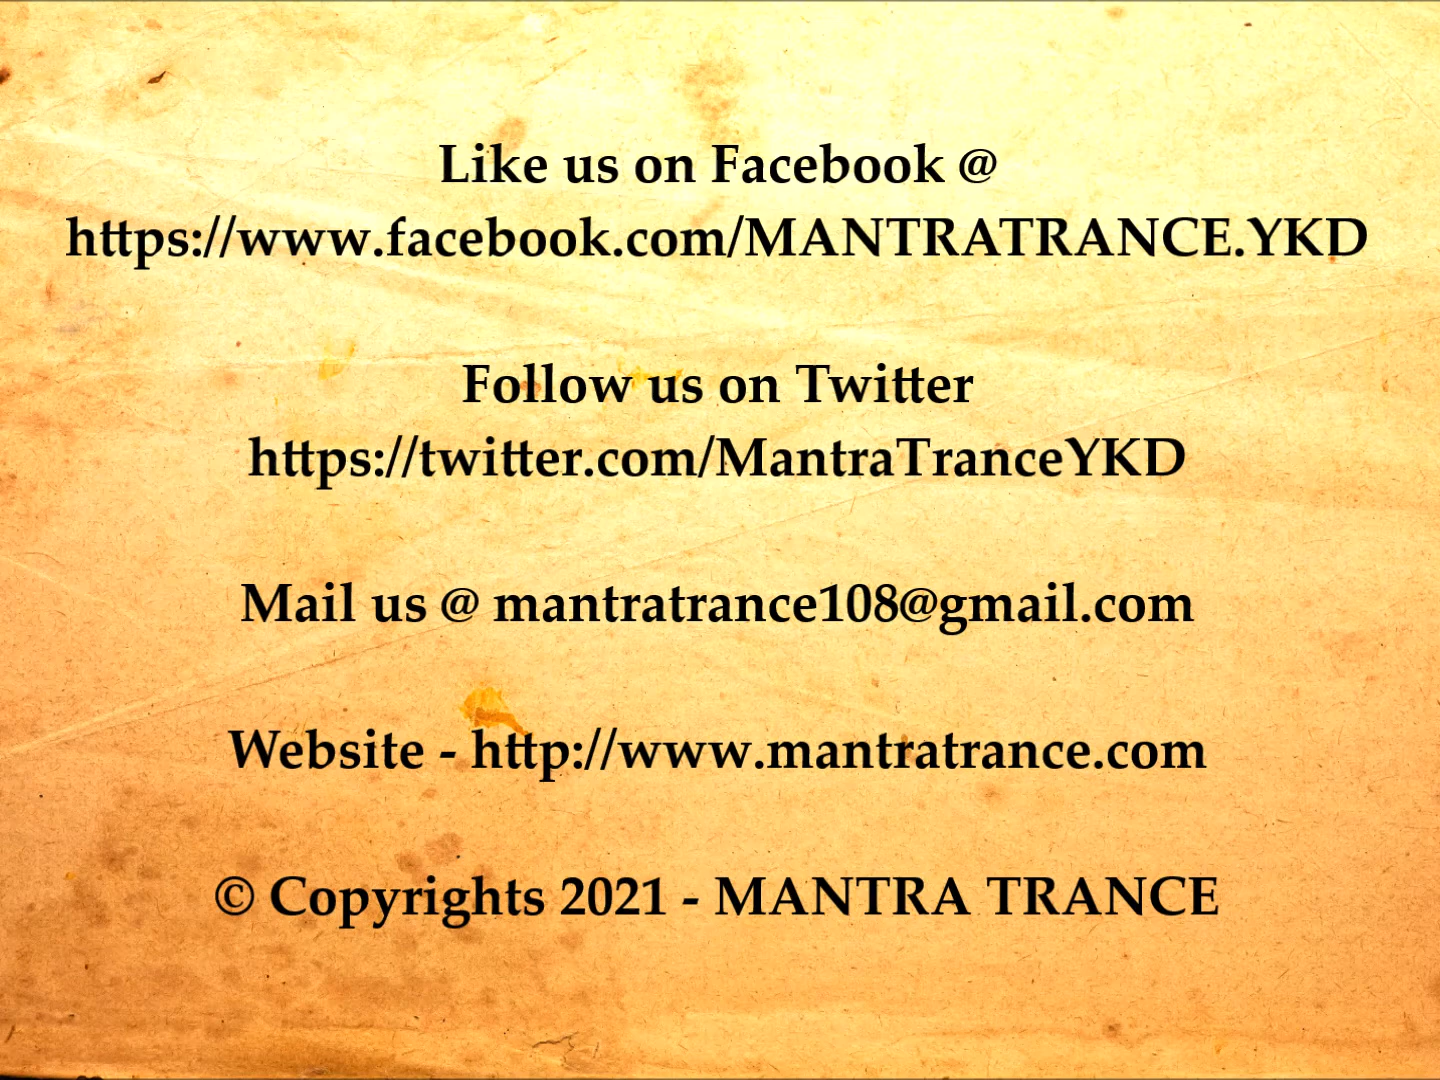 Like us on Facebook @
https://www.facebook.com/MANTRATRANCE.YKD
Follow us on Twitter
https://twitter.com/MantraTranceYKD
Mail us @ mantratrance108@gmail.com
Website - http://www.mantratrance.com
© Copyrights 2021 - MANTRA TRANCE